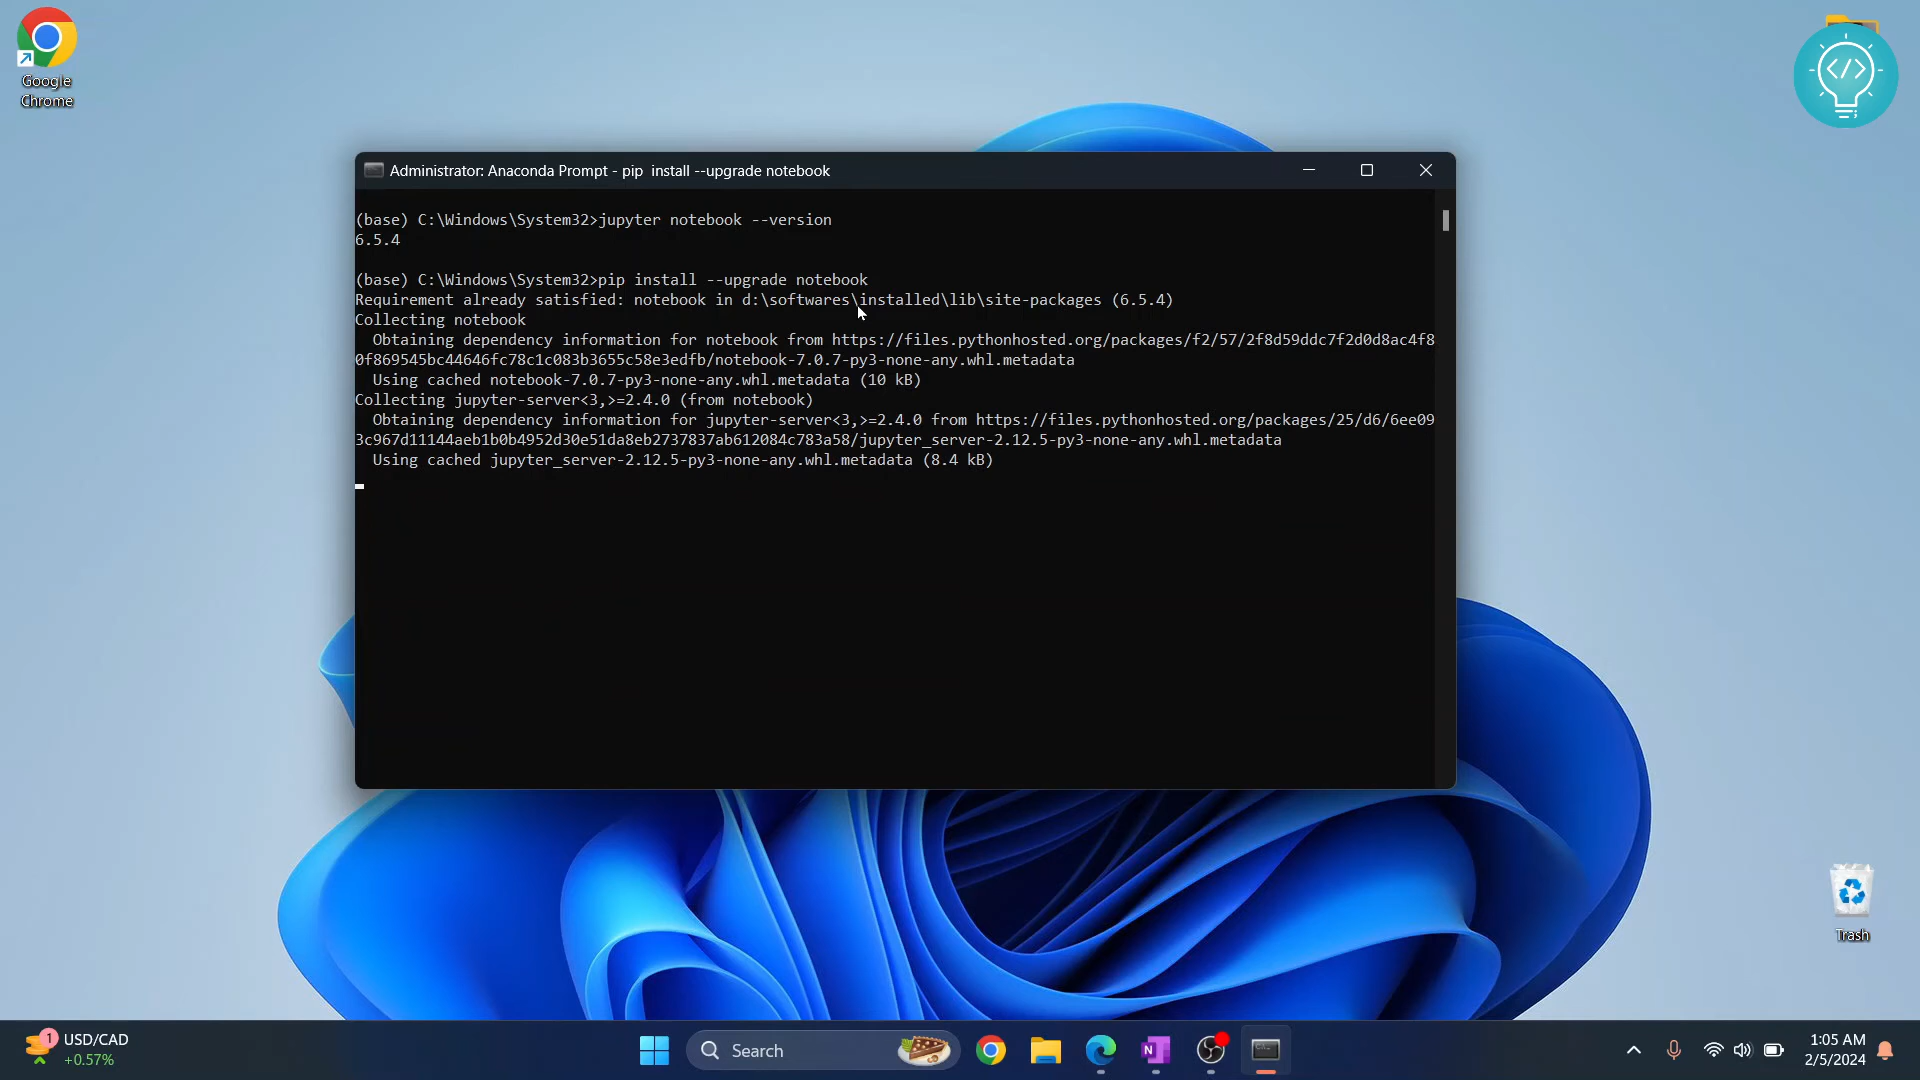 Google
Chrome
</>
Administrator: Anaconda Prompt - pip  install --upgrade notebook
(base) C:\Windows\System32>jupyter notebook --version
6.5.4
(base) C:\Windows\System32>pip install --upgrade notebook
Requirement already satisfied: notebook in d:\softwares\installed\lib\site-packages (6.5.4)
Collecting notebook
  Obtaining dependency information for notebook from https://files.pythonhosted.org/packages/f2/57/2f8d59ddc7f2d0d8ac4f8
0f869545bc44646fc78c1c083b3655c58e3edfb/notebook-7.0.7-py3-none-any.whl.metadata
  Using cached notebook-7.0.7-py3-none-any.whl.metadata (10 kB)
Collecting jupyter-server<3,>=2.4.0 (from notebook)
  Obtaining dependency information for jupyter-server<3,>=2.4.0 from https://files.pythonhosted.org/packages/25/d6/6ee09
3c967d11144aeb1b0b4952d30e51da8eb2737837ab612084c783a58/jupyter_server-2.12.5-py3-none-any.whl.metadata
  Using cached jupyter_server-2.12.5-py3-none-any.whl.metadata (8.4 kB)
Trash
1
USD/CAD
+0.57%
Search
N
1:05 AM
2/5/2024